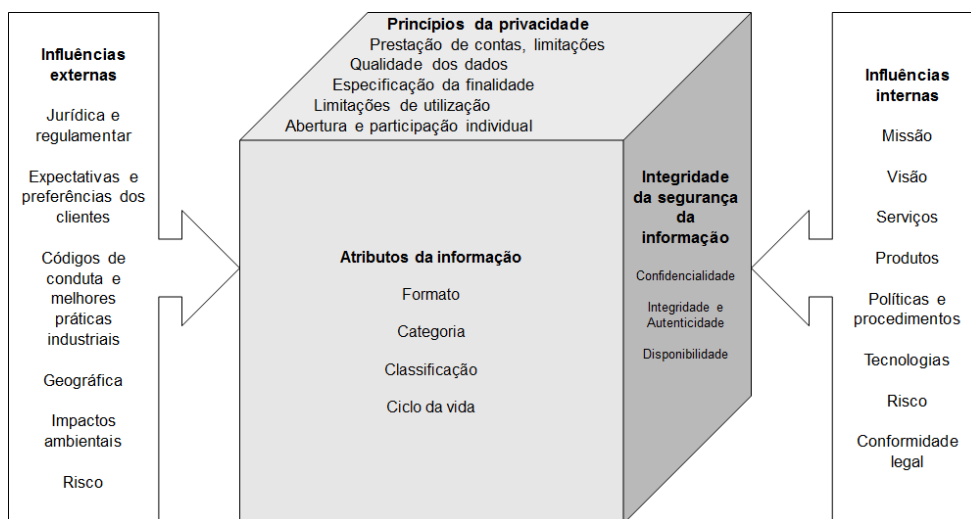 Influências
externas
Jurídica e
regulamentar
Expectativas e
preferências dos
clientes
Códigos de
conduta e
melhores
práticas
industriais
Geográfica
Impactos
ambientais
Risco
Princípios da privacidade
Prestação de contas, limitações
Qualidade dos dados
Especificação da finalidade
Limitações de utilização
Abertura e participação individual
Atributos da informação
Formato
Categoria
Classificação
Ciclo da vida
Integridade
da segurança
da
informação
Confidencialidade
Integridade e
Autenticidade
Disponibilidade
Influências
internas
Missão
Visão
Serviços
Produtos
Políticas e
procedimentos
Tecnologias
Risco
Conformidade
legal